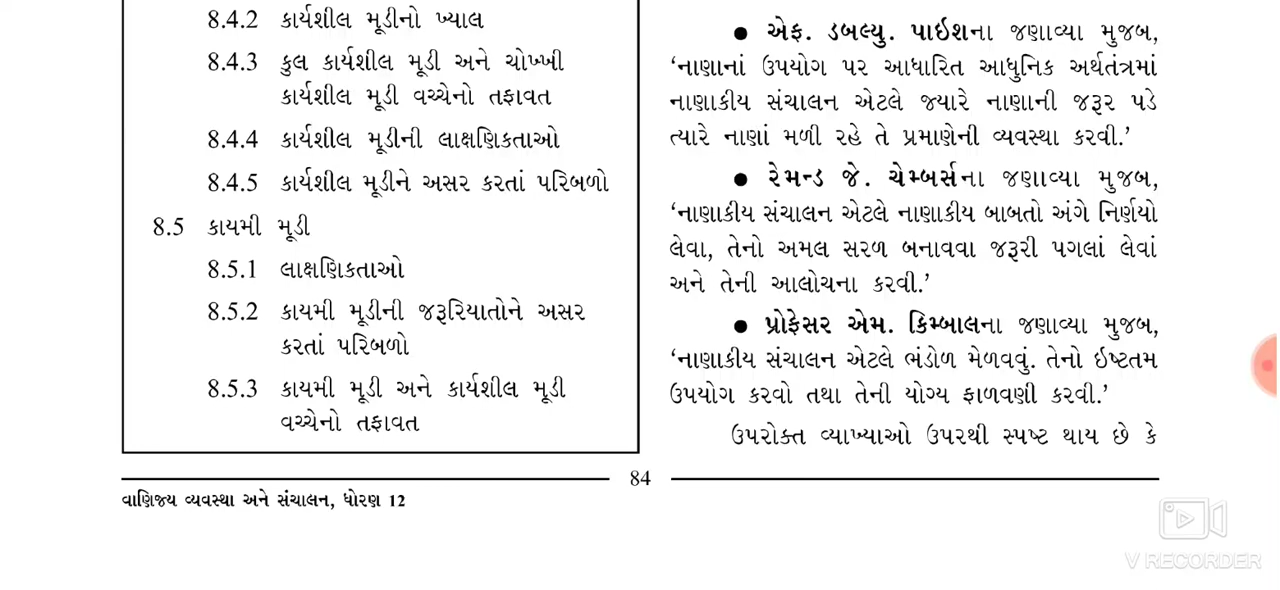 8.4.2 કાર્યશીલ મૂડીનો ખ્યાલ
8.4.3 કુલ કાર્યશીલ મૂડી અને ચોખ્ખી
કાર્યશીલ મૂડી વચ્ચેનો તફાવત
8.4.4 કાર્યશીલ મૂડીની લાક્ષણિકતાઓ
8.4.5 કાર્યશીલ મૂડીને અસર કરતાં પરિબળો
8.5 કાયમી મૂડી
8.5.1 લાક્ષણિકતાઓ
8.5.2 કાયમી મૂડીની જરૂરિયાતોને અસર
કરતાં પરિબળો
8.5.3 કાયમી મૂડી અને કાર્યશીલ મૂડી
વચ્ચેનો તફાવત
● એફ. ડબલ્યુ. પાઇશના જણાવ્યા મુજબ,
‘નાણાનાં ઉપયોગ પર આધારિત આધુનિક અર્થતંત્રમાં
નાણાકીય સંચાલન એટલે જ્યારે નાણાની જરૂર પડે
ત્યારે નાણાં મળી રહે તે પ્રમાણેની વ્યવસ્થા કરવી.’
● રેમન્ડ જે. ચેમ્બર્સના જણાવ્યા મુજબ,
‘નાણાકીય સંચાલન એટલે નાણાકીય બાબતો અંગે નિર્ણયો
લેવા, તેનો અમલ સરળ બનાવવા જરૂરી પગલાં લેવાં
અને તેની આલોચના કરવી.’
● પ્રોફેસર એમ. કિમ્બાલના જણાવ્યા મુજબ,
‘નાણાકીય સંચાલન એટલે ભંડોળ મેળવવું. તેનો ઇષ્ટતમ
ઉપયોગ કરવો તથા તેની યોગ્ય ફાળવણી કરવી.’
ઉપરોક્ત વ્યાખ્યાઓ ઉપરથી સ્પષ્ટ થાય છે કે
84
વાણિજ્ય વ્યવસ્થા અને સંચાલન, ધોરણ 12
V RECORDER